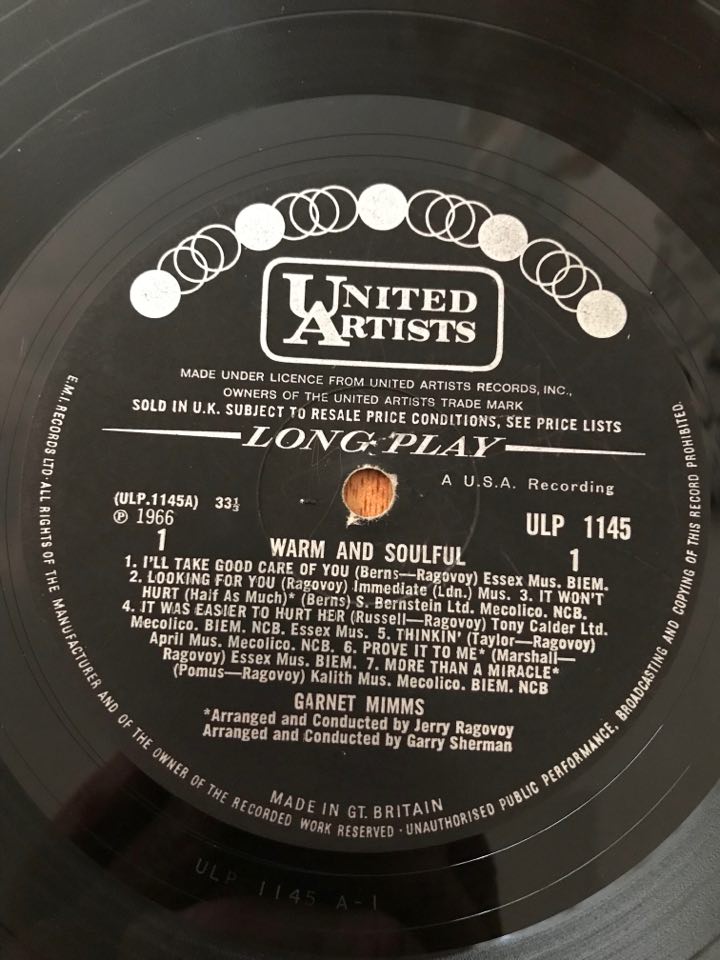 UNITED
ARTISTS
MADE UNDER LICENCE FROM UNITED ARTISTS RECORDS, INC.,
OWNERS OF THE UNITED ARTISTS TRADE MARK
SOLD IN U.K. SUBJECT TO RESALE PRICE CONDITIONS, SEE PRICE LISTS
LONG PLAY
A U.S.A. Recording
(ULP.1145A) 33⅓
℗ 1966
ULP 1145
1
1
WARM AND SOULFUL
1. I'LL TAKE GOOD CARE OF YOU (Berns—Ragovoy) Essex Mus. BIEM.
2. LOOKING FOR YOU (Ragovoy) Immediate (Ldn.) Mus. 3. IT WON'T
HURT (Half As Much)* (Berns) S. Bernstein Ltd. Mecolico. NCB.
4. IT WAS EASIER TO HURT HER (Russell—Ragovoy) Tony Calder Ltd.
Mecolico. BIEM. NCB. Essex Mus. 5. THINKIN' (Taylor—Ragovoy)
April Mus. Mecolico. NCB. 6. PROVE IT TO ME* (Marshall—
Ragovoy) Essex Mus. BIEM. 7. MORE THAN A MIRACLE*
(Pomus—Ragovoy) Kalith Mus. Mecolico. BIEM. NCB
GARNET MIMMS
*Arranged and Conducted by Jerry Ragovoy
Arranged and Conducted by Garry Sherman
MADE IN GT. BRITAIN
E.M.I. RECORDS LTD · ALL RIGHTS OF THE MANUFACTURER AND OF THE OWNER OF THE RECORDED WORK RESERVED · UNAUTHORISED PUBLIC PERFORMANCE, BROADCASTING AND COPYING OF THIS RECORD PROHIBITED.
ULP 1145 A-1